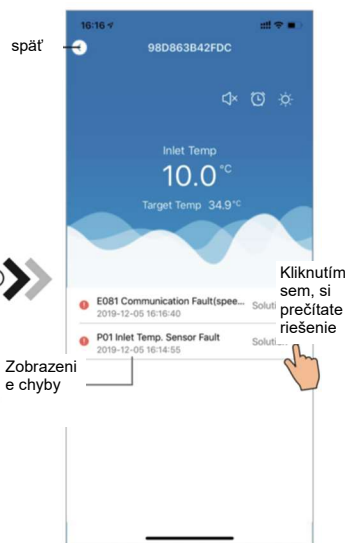 16:16
späť
98D863B42FDC
Inlet Temp
10.0°C
Target Temp 34.9°C
Kliknutím
sem, si
prečítate
riešenie
E081 Communication Fault(spee...
2019-12-05 16:16:40
P01 Inlet Temp. Sensor Fault
2019-12-05 16:14:55
Zobrazeni
e chyby